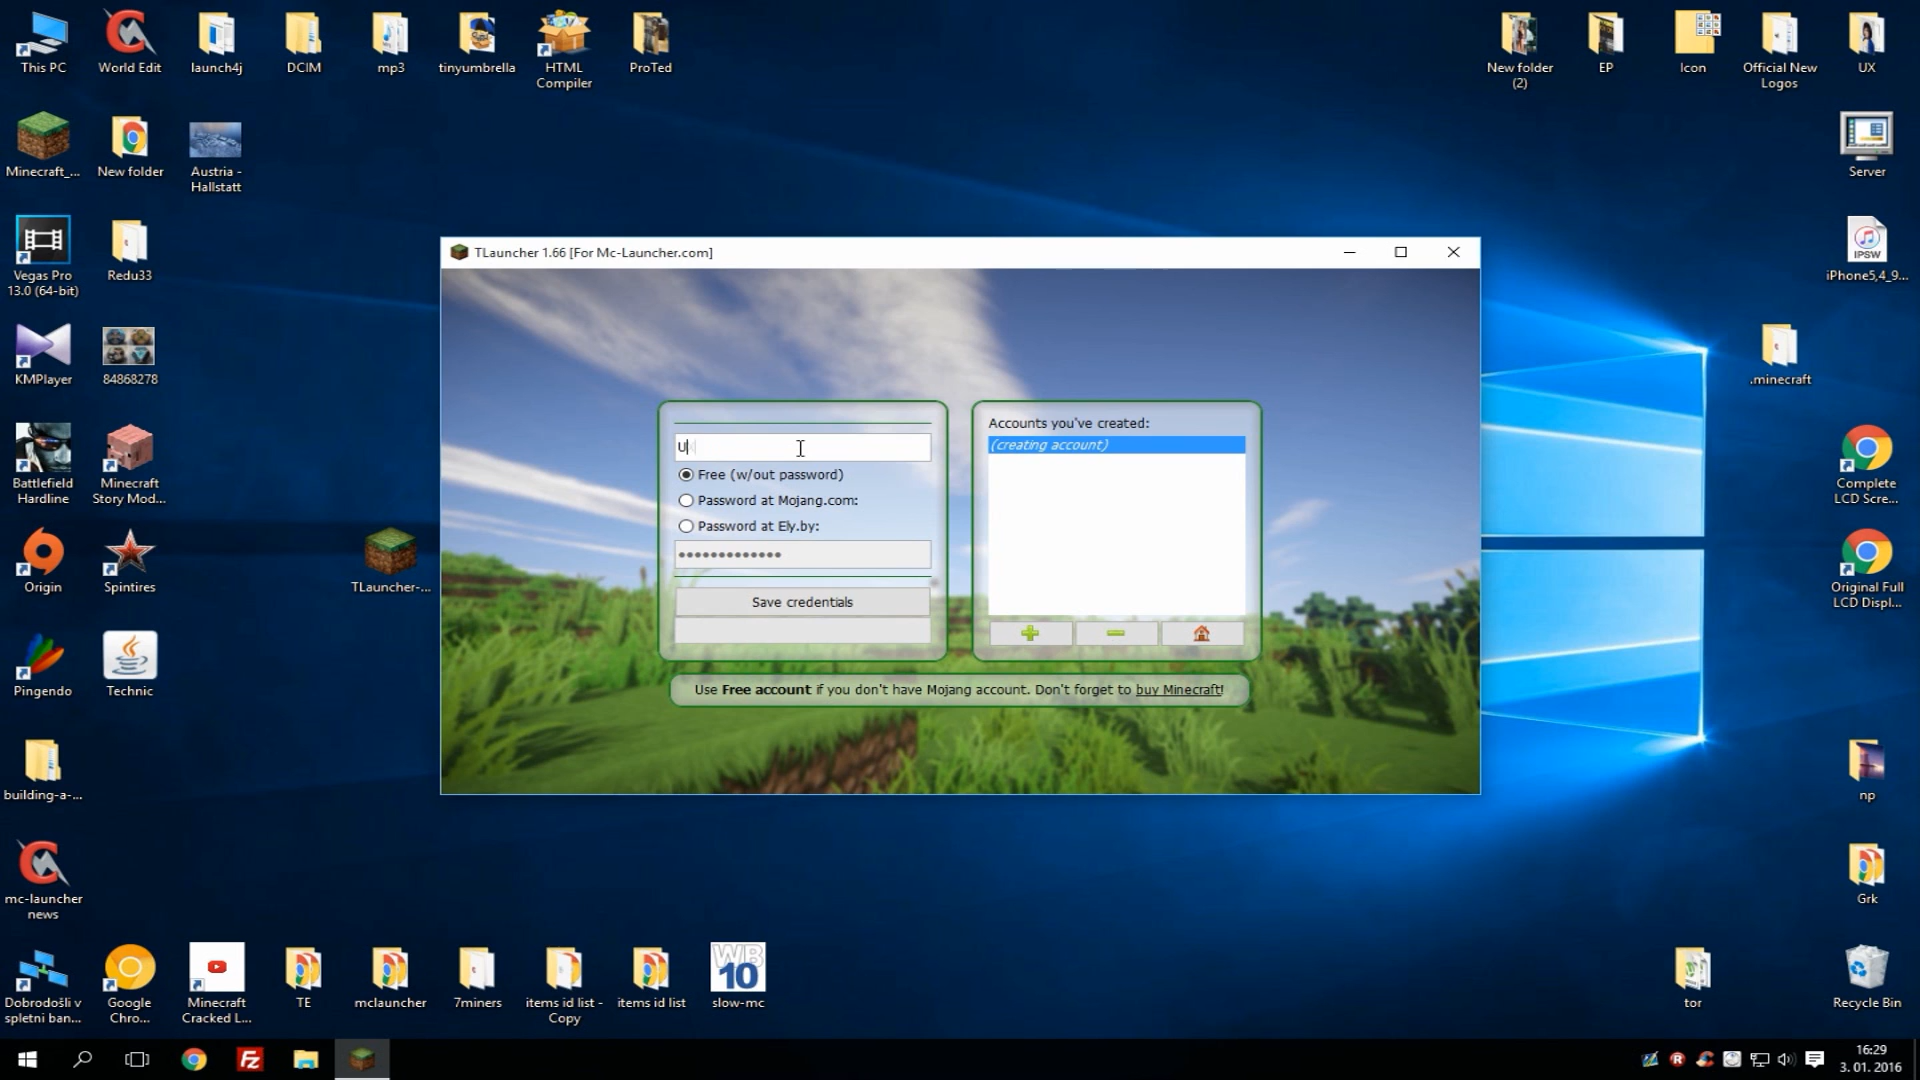 This PC
World Edit
launch4j
DCIM
mp3
tinyumbrella
HTML
Compiler
ProTed
New folder
(2)
EP
Icon
Official New
Logos
UX
Minecraft_...
New folder
Austria -
Hallstatt
Server
Vegas Pro
13.0 (64-bit)
Redu33
IPSW
iPhone5,4_9...
TLauncher 1.66 [For Mc-Launcher.com]
KMPlayer
84868278
.minecraft
Battlefield
Hardline
Minecraft
Story Mod...
Complete
LCD Scre...
U
Free (w/out password)
Password at Mojang.com:
Password at Ely.by:
•••••••••••••
Save credentials
Accounts you've created:
(creating account)
Use Free account if you don't have Mojang account. Don't forget to buy Minecraft!
Origin
Spintires
TLauncher-...
Original Full
LCD Displ...
Pingendo
Technic
building-a-...
np
mc-launcher
news
Grk
Dobrodošli v
spletni ban...
Google
Chro...
Minecraft
Cracked L...
TE
mclauncher
7miners
items id list -
Copy
items id list
WB
10
slow-mc
tor
Recycle Bin
16:29
3. 01. 2016